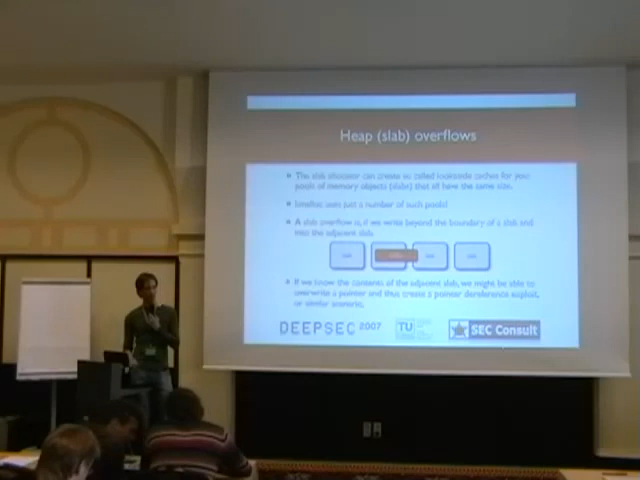 Heap (slab) overflows
The slab allocator can create so called lookaside caches for you:
pools of memory objects (slabs) that all have the same size.
kmalloc uses just a number of such pools!
A slab overflow is, if we write beyond the boundary of a slab and
into the adjacent slab.
If we know the contents of the adjacent slab, we might be able to
overwrite a pointer and thus create a pointer dereference exploit,
or similar scenario.
DEEPSEC 2007
TU
SEC Consult